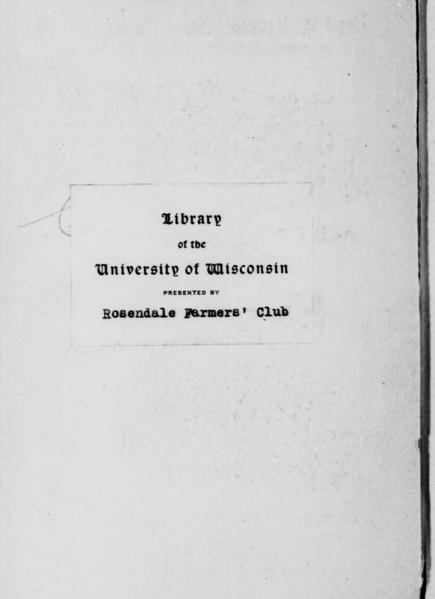 Library
of the
University of Wisconsin
PRESENTED BY
Rosendale Farmers' Club